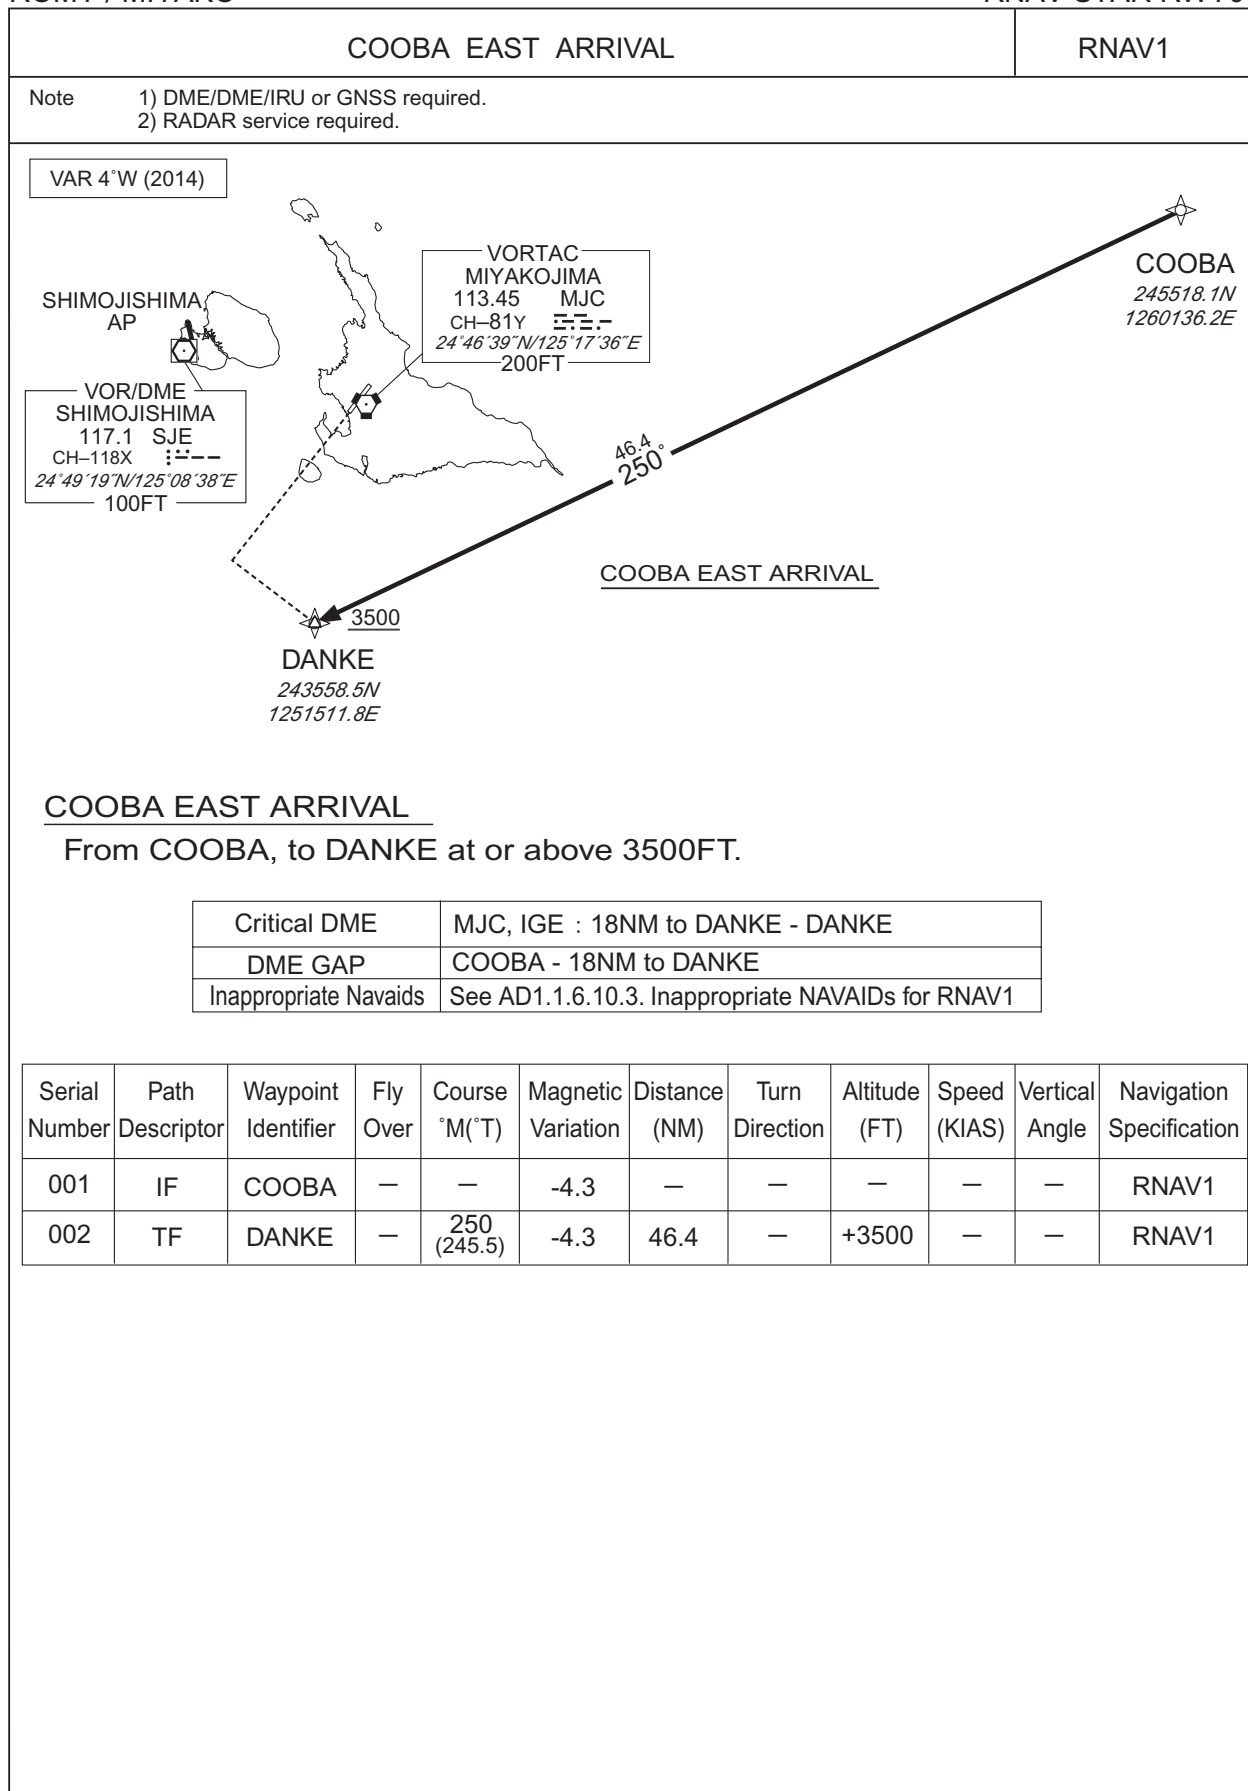 COOBA EAST ARRIVAL
RNAV1
Note 1) DME/DME/IRU or GNSS required.
2) RADAR service required.
VAR 4˚W (2014)
VORTAC
MIYAKOJIMA
113.45 MJC
CH–81Y
24˚46´39˝N/125˚17´36˝E
200FT
COOBA
245518.1N
1260136.2E
SHIMOJISHIMA
AP
VOR/DME
SHIMOJISHIMA
117.1 SJE
CH–118X
24˚49´19˝N/125˚08´38˝E
100FT
46.4
250˚
COOBA EAST ARRIVAL
3500
DANKE
243558.5N
1251511.8E
COOBA EAST ARRIVAL
From COOBA, to DANKE at or above 3500FT.
Critical DME MJC, IGE : 18NM to DANKE - DANKE
DME GAP COOBA - 18NM to DANKE
Inappropriate Navaids See AD1.1.6.10.3. Inappropriate NAVAIDs for RNAV1
Serial Path Waypoint Fly Course Magnetic Distance Turn Altitude Speed Vertical Navigation
Number Descriptor Identifier Over ˚M(˚T) Variation (NM) Direction (FT) (KIAS) Angle Specification
001 IF COOBA — — -4.3 — — — — — RNAV1
002 TF DANKE — 250 (245.5) -4.3 46.4 — +3500 — — RNAV1